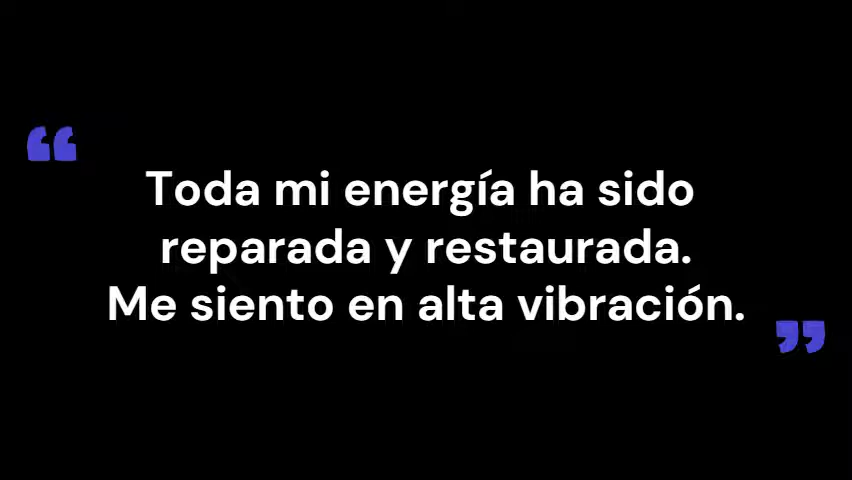 “
Toda mi energía ha sido
reparada y restaurada.
Me siento en alta vibración.
”